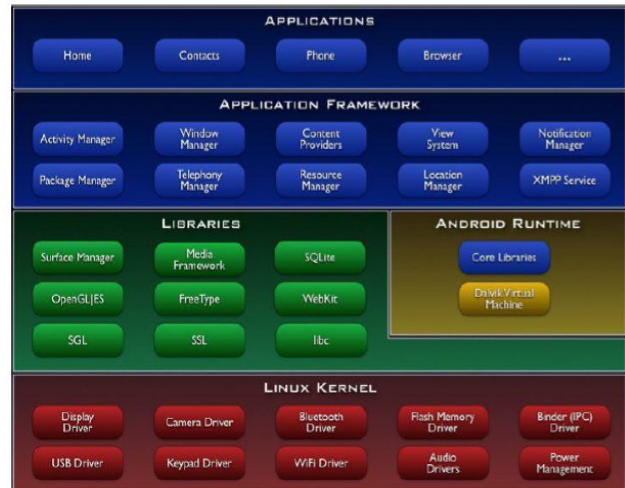 APPLICATIONS
Home
Contacts
Phone
Browser
...
APPLICATION FRAMEWORK
Activity Manager
Window
Manager
Content
Providers
View
System
Notification
Manager
Package Manager
Telephony
Manager
Resource
Manager
Location
Manager
XMPP Service
LIBRARIES
Surface Manager
Media
Framework
SQLite
OpenGL|ES
FreeType
WebKit
SGL
SSL
libc
ANDROID RUNTIME
Core Libraries
Dalvik Virtual
Machine
LINUX KERNEL
Display
Driver
Camera Driver
Bluetooth
Driver
Flash Memory
Driver
Binder (IPC)
Driver
USB Driver
Keypad Driver
WiFi Driver
Audio
Drivers
Power
Management